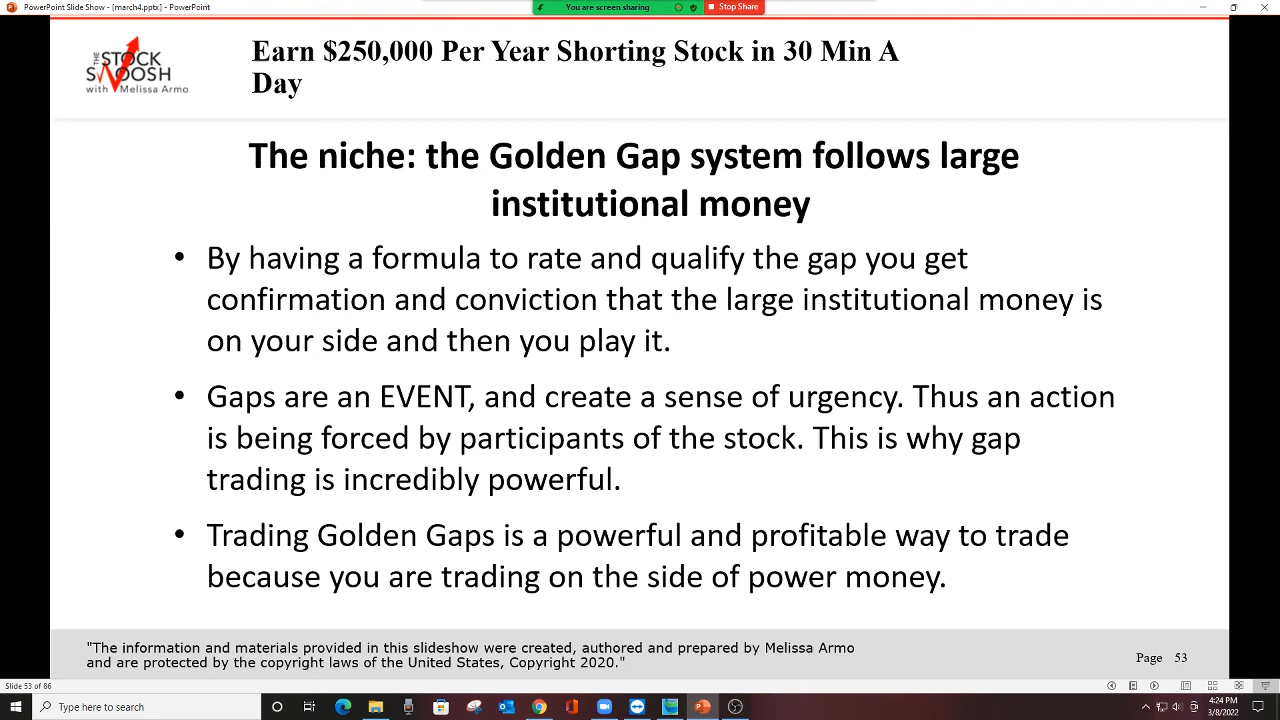 PowerPoint Slide Show - [march4.pptx] - PowerPoint
You are screen sharing
Stop Share
THE STOCK
SWOOSH
with Melissa Armo
Earn $250,000 Per Year Shorting Stock in 30 Min A
Day
The niche: the Golden Gap system follows large
institutional money
• By having a formula to rate and qualify the gap you get
confirmation and conviction that the large institutional money is
on your side and then you play it.
• Gaps are an EVENT, and create a sense of urgency. Thus an action
is being forced by participants of the stock. This is why gap
trading is incredibly powerful.
• Trading Golden Gaps is a powerful and profitable way to trade
because you are trading on the side of power money.
"The information and materials provided in this slideshow were created, authored and prepared by Melissa Armo
and are protected by the copyright laws of the United States, Copyright 2020."
Page 53
Slide 53 of 86
Type here to search
4:24 PM
3/8/2022